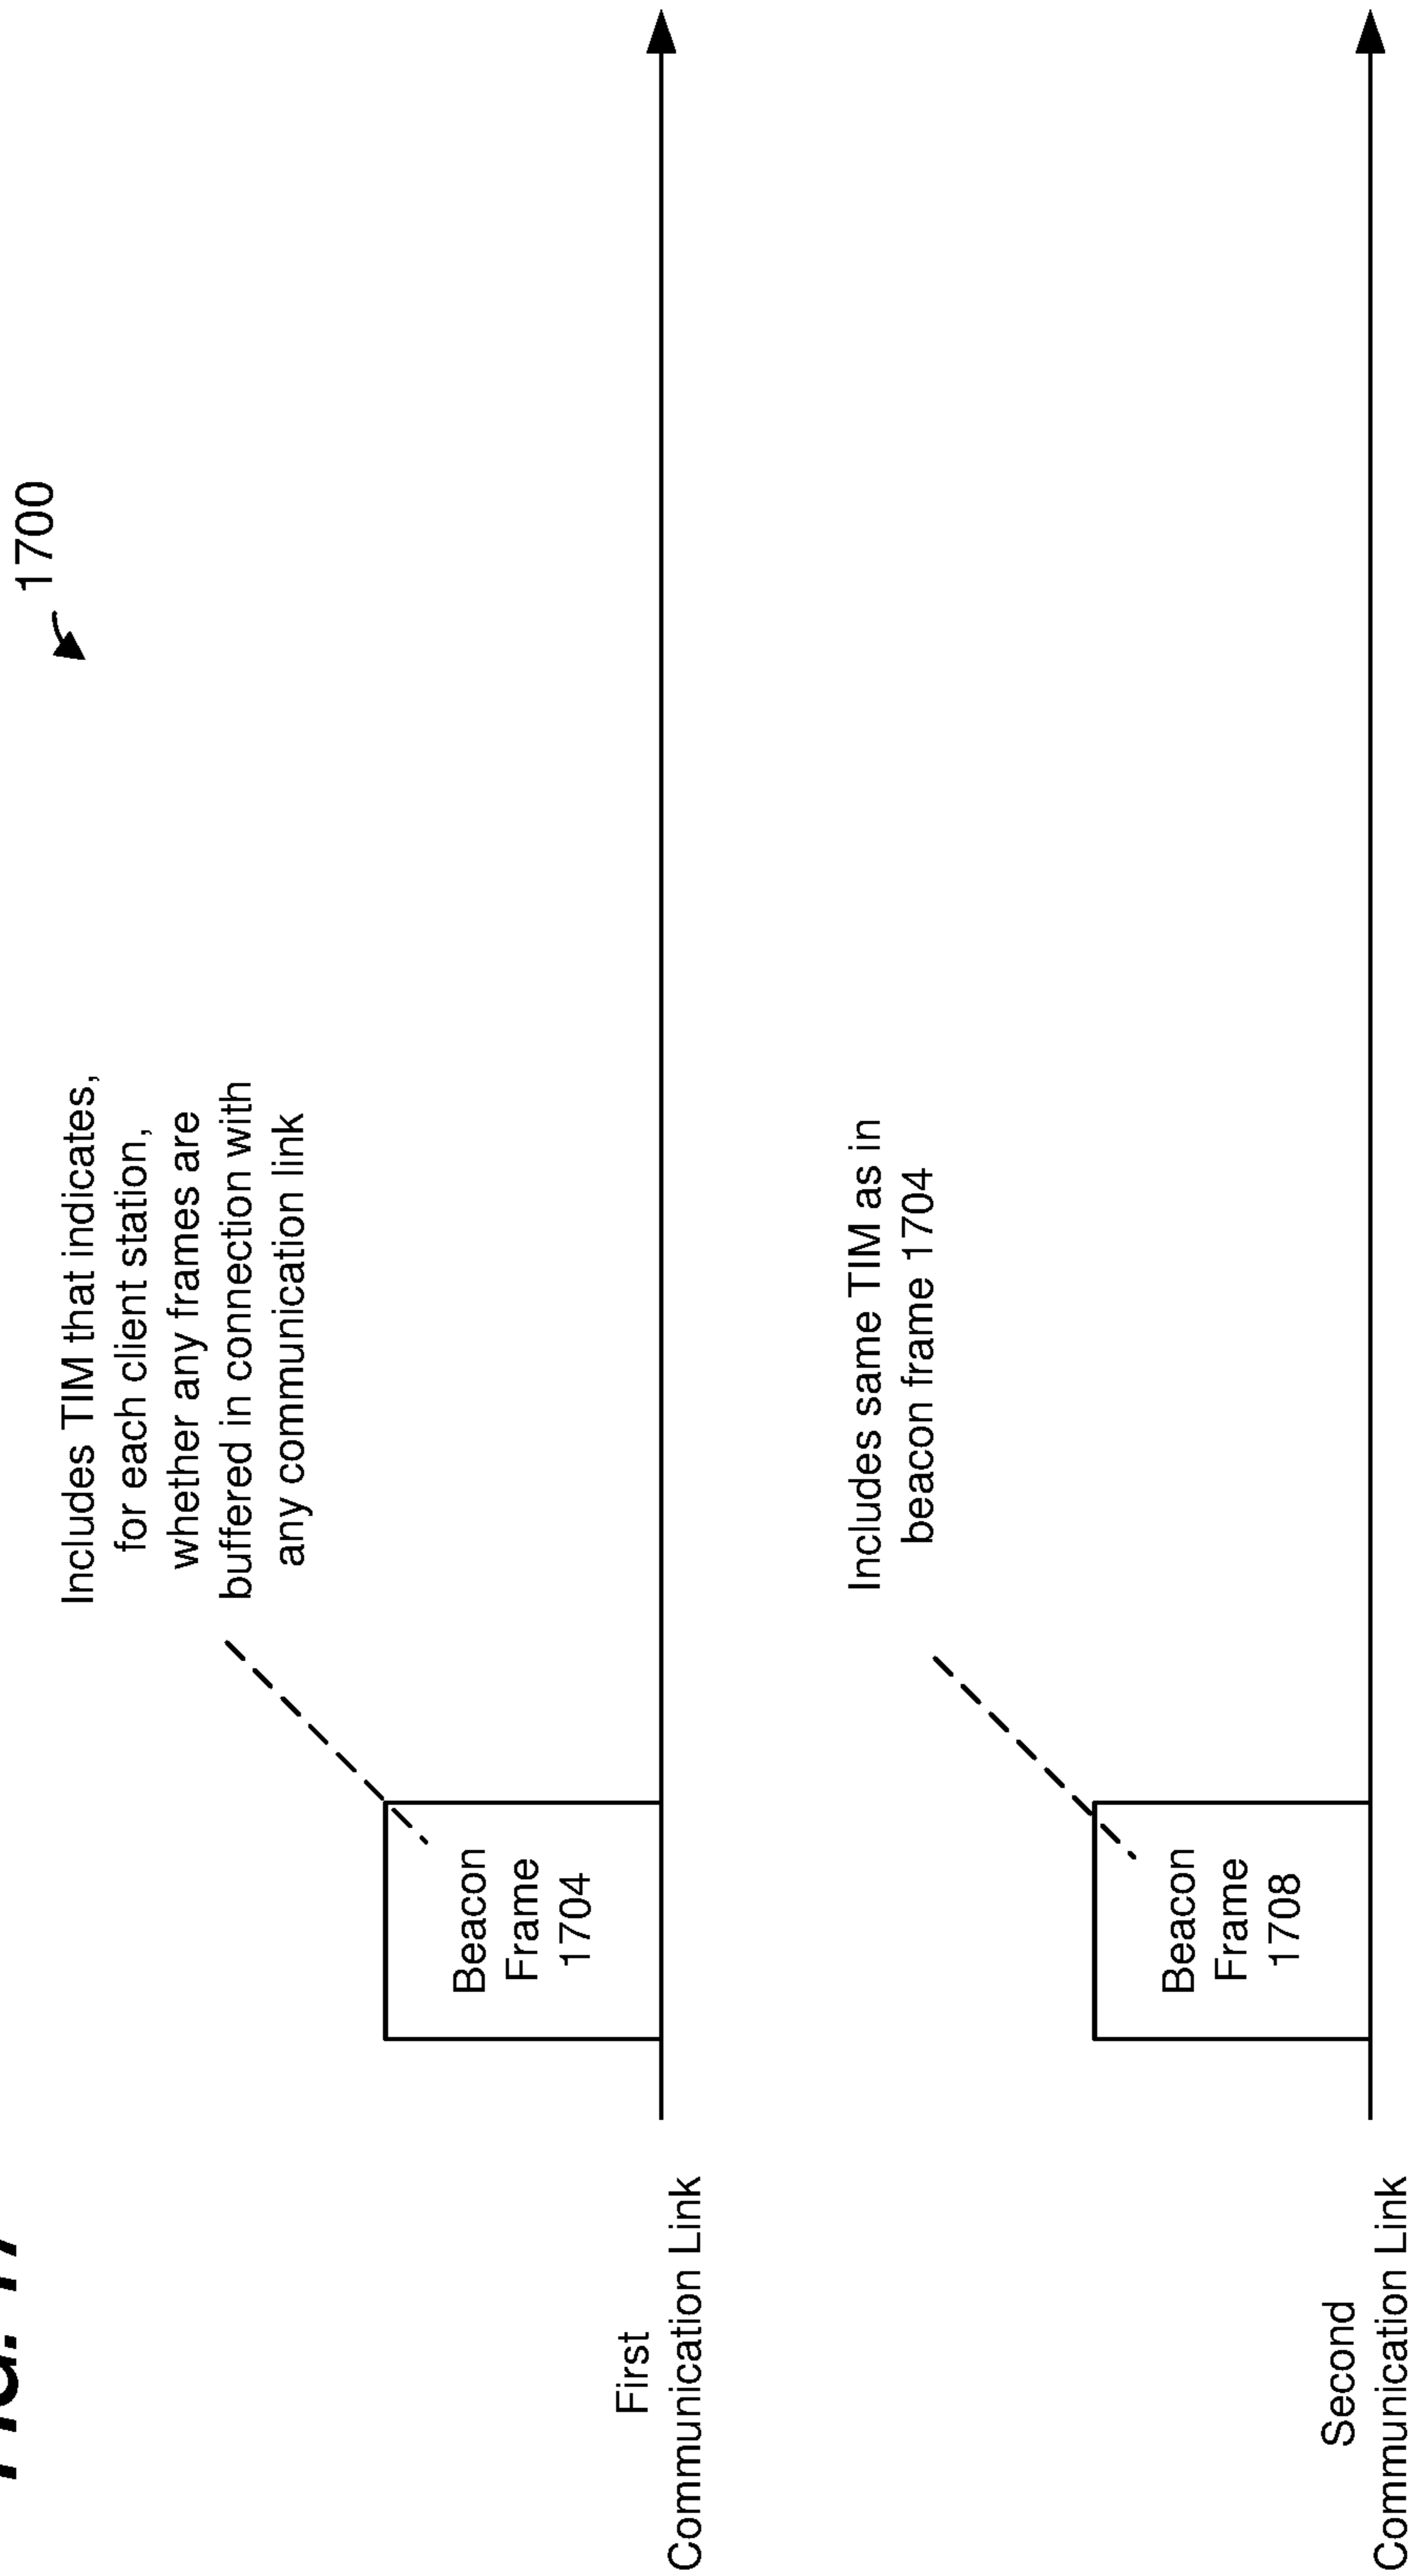 1700
Includes TIM that indicates,
for each client station,
whether any frames are
buffered in connection with
any communication link
Beacon
Frame
1704
First
Communication Link
Includes same TIM as in
beacon frame 1704
Beacon
Frame
1708
Second
Communication Link